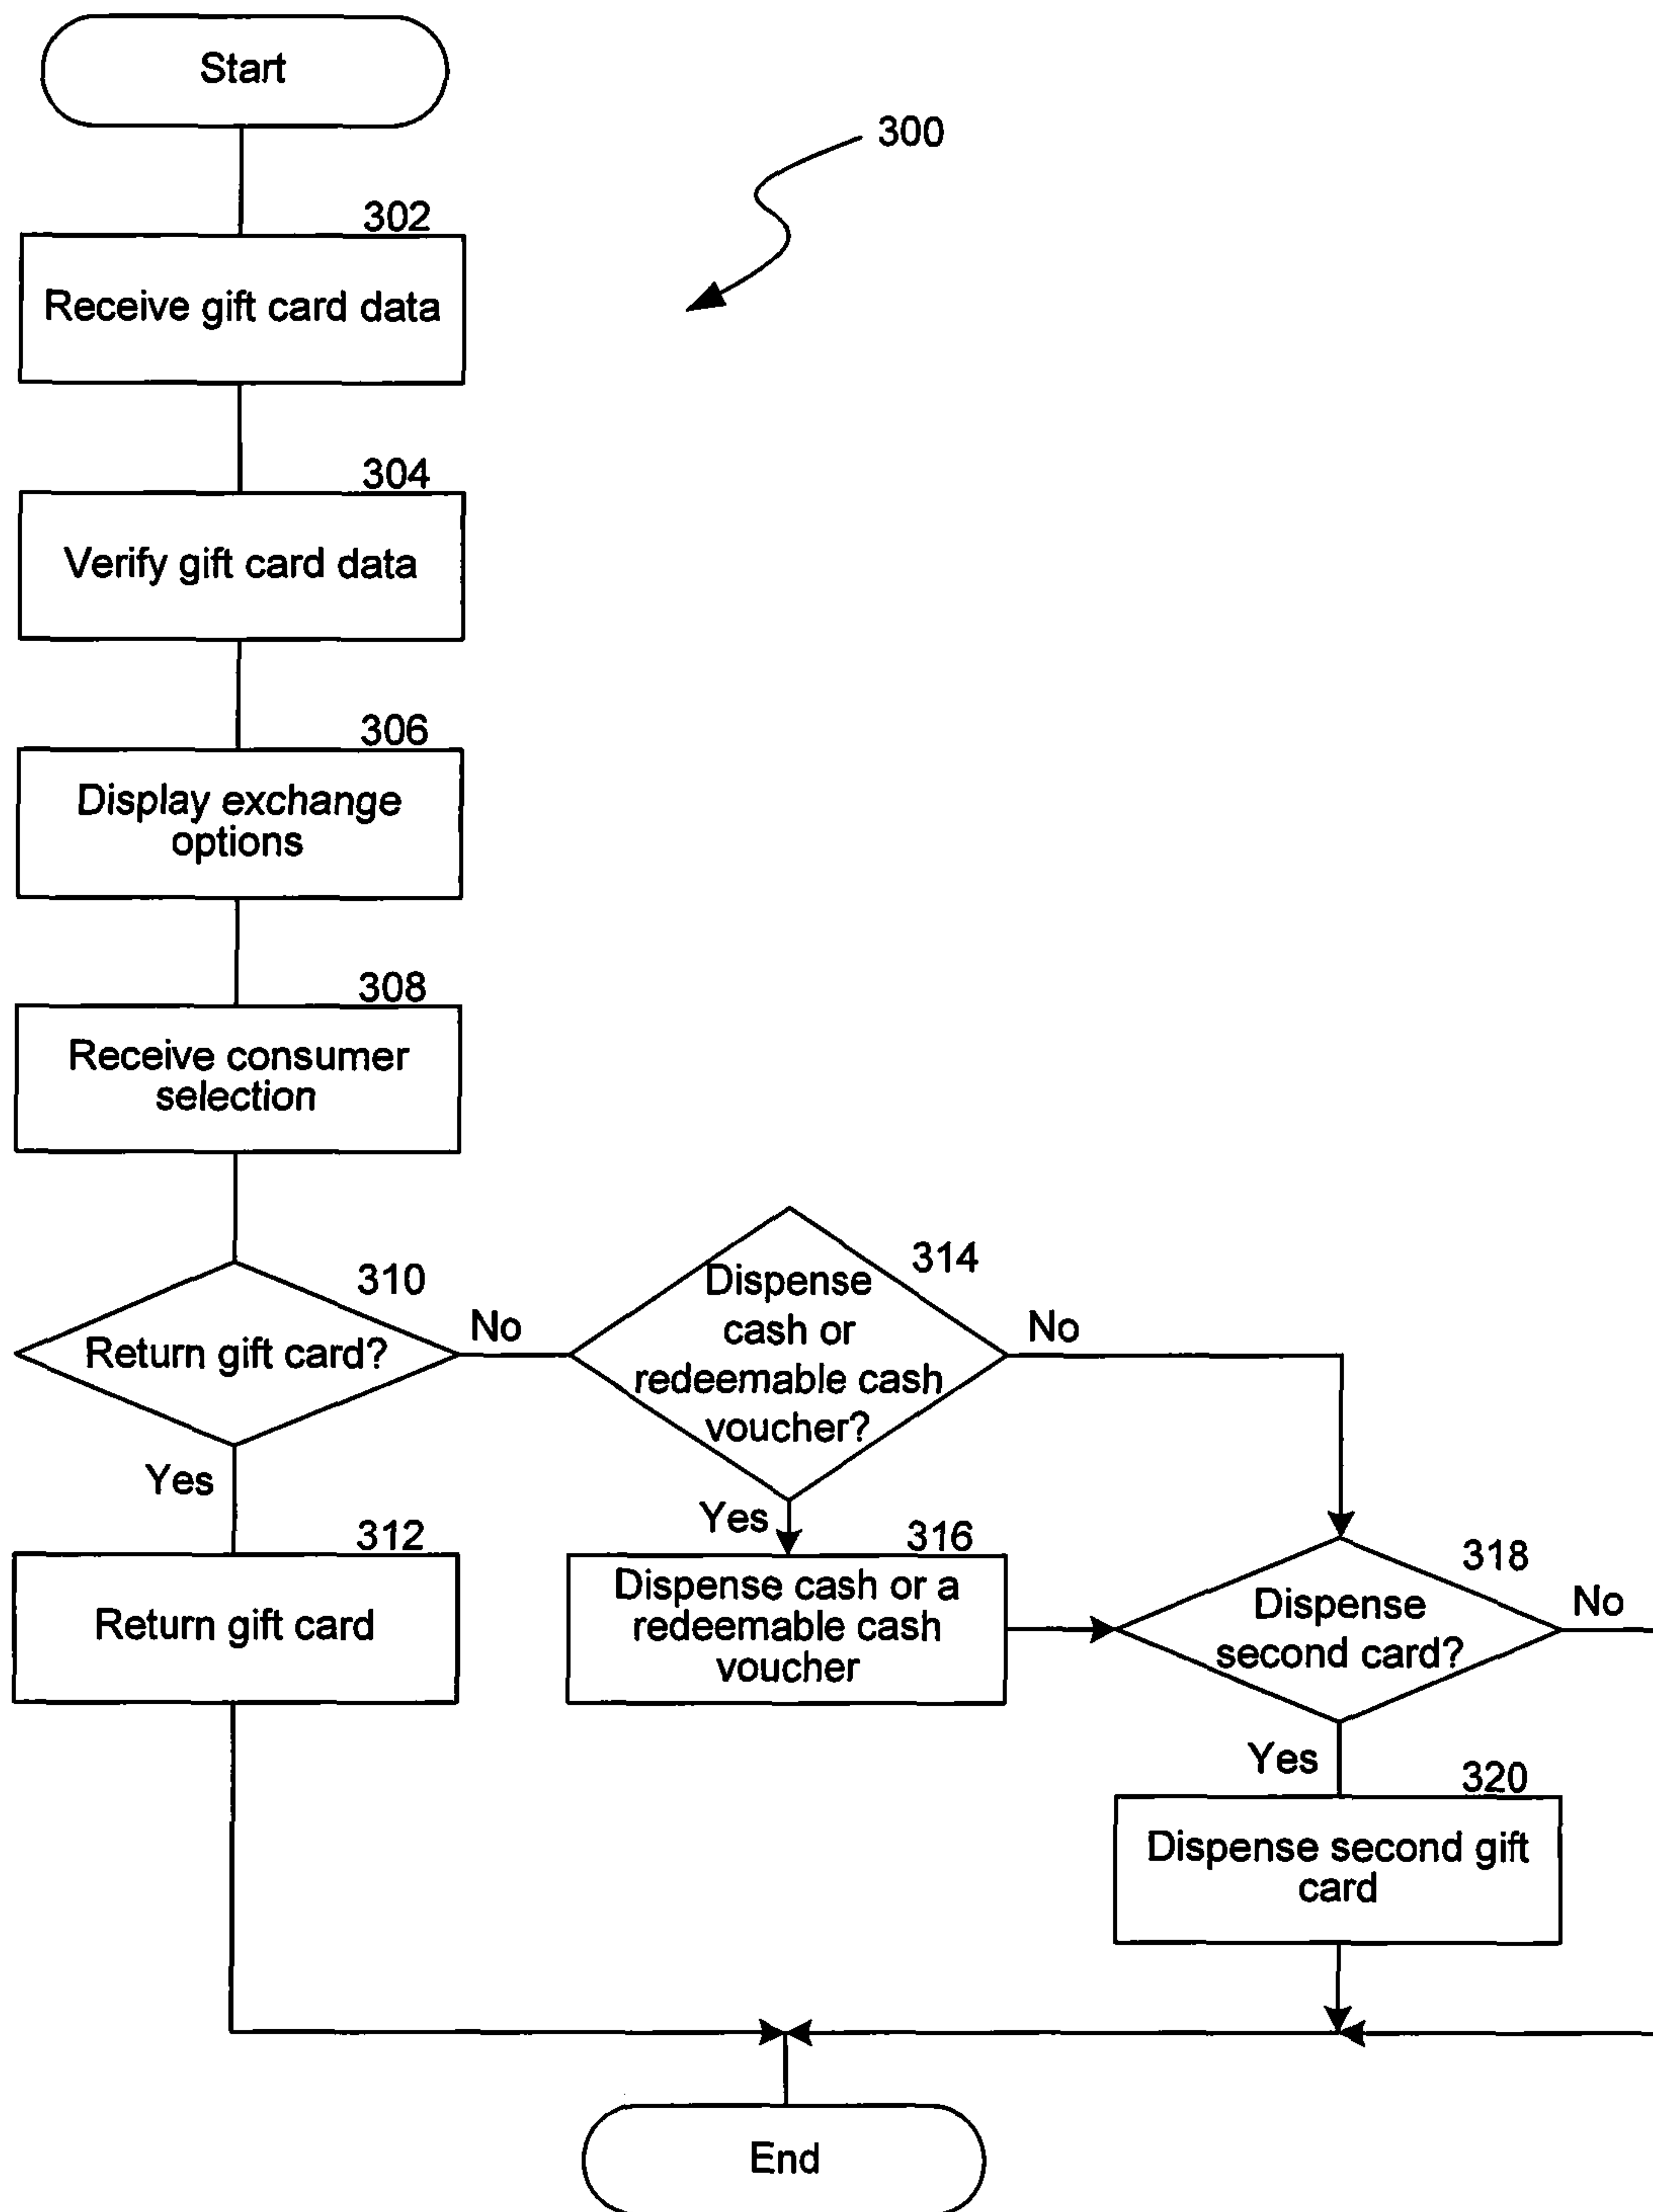 Start
300
302
Receive gift card data
304
Verify gift card data
306
Display exchange
options
308
Receive consumer
selection
310
Return gift card?
No
Yes
314
Dispense
cash or
redeemable cash
voucher?
No
Yes
312
Return gift card
316
Dispense cash or a
redeemable cash
voucher
318
Dispense
second card?
No
Yes
320
Dispense second gift
card
End